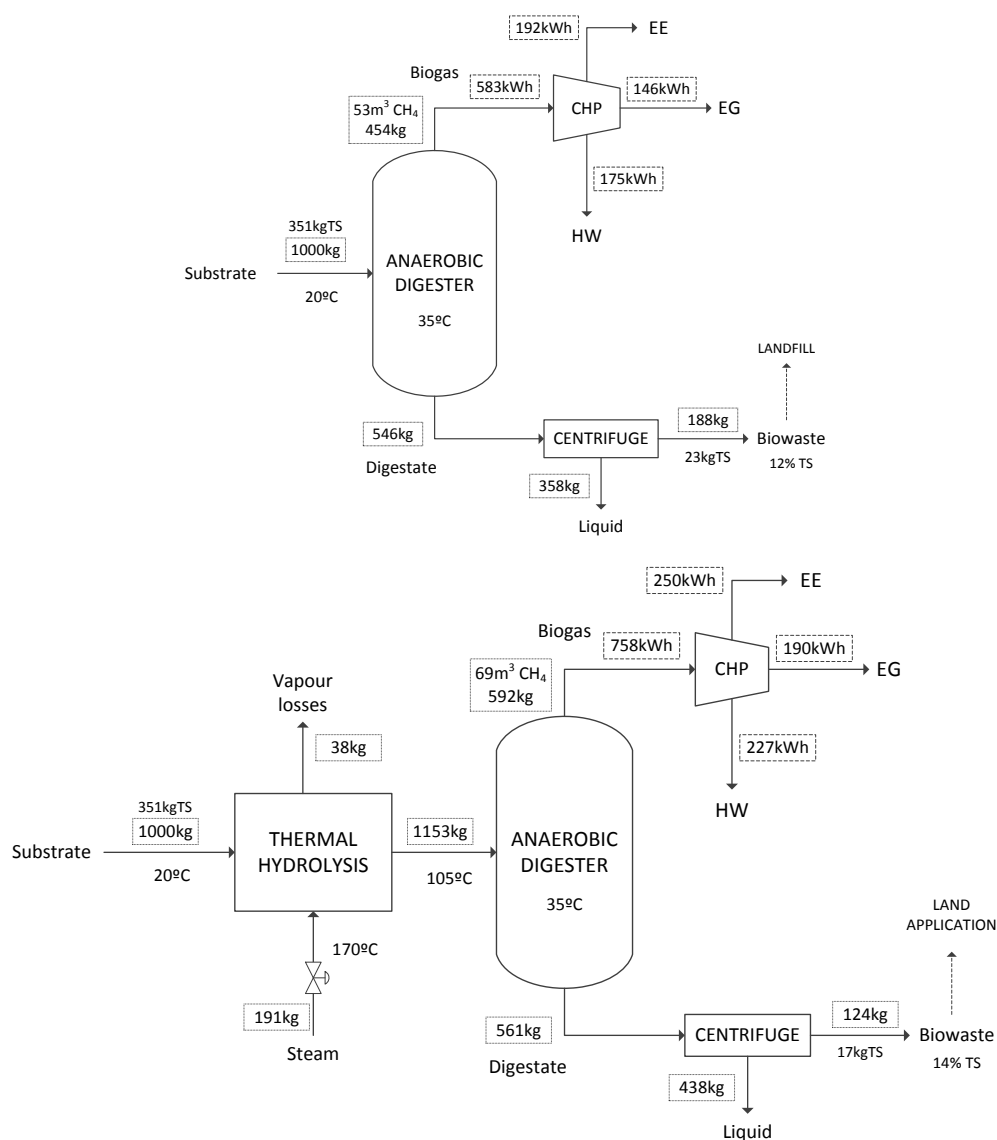 192kWh
EE
Biogas
583kWh
146kWh
53m³ CH₄
454kg
CHP
EG
175kWh
HW
351kgTS
1000kg
Substrate
20ºC
ANAEROBIC
DIGESTER
35ºC
LANDFILL
546kg
Digestate
CENTRIFUGE
188kg
23kgTS
Biowaste
12% TS
358kg
Liquid
250kWh
EE
Biogas
758kWh
190kWh
69m³ CH₄
592kg
CHP
EG
227kWh
HW
Vapour
losses
38kg
351kgTS
1000kg
Substrate
20ºC
THERMAL
HYDROLYSIS
1153kg
105ºC
ANAEROBIC
DIGESTER
35ºC
170ºC
191kg
Steam
LAND
APPLICATION
561kg
Digestate
CENTRIFUGE
124kg
17kgTS
Biowaste
14% TS
438kg
Liquid